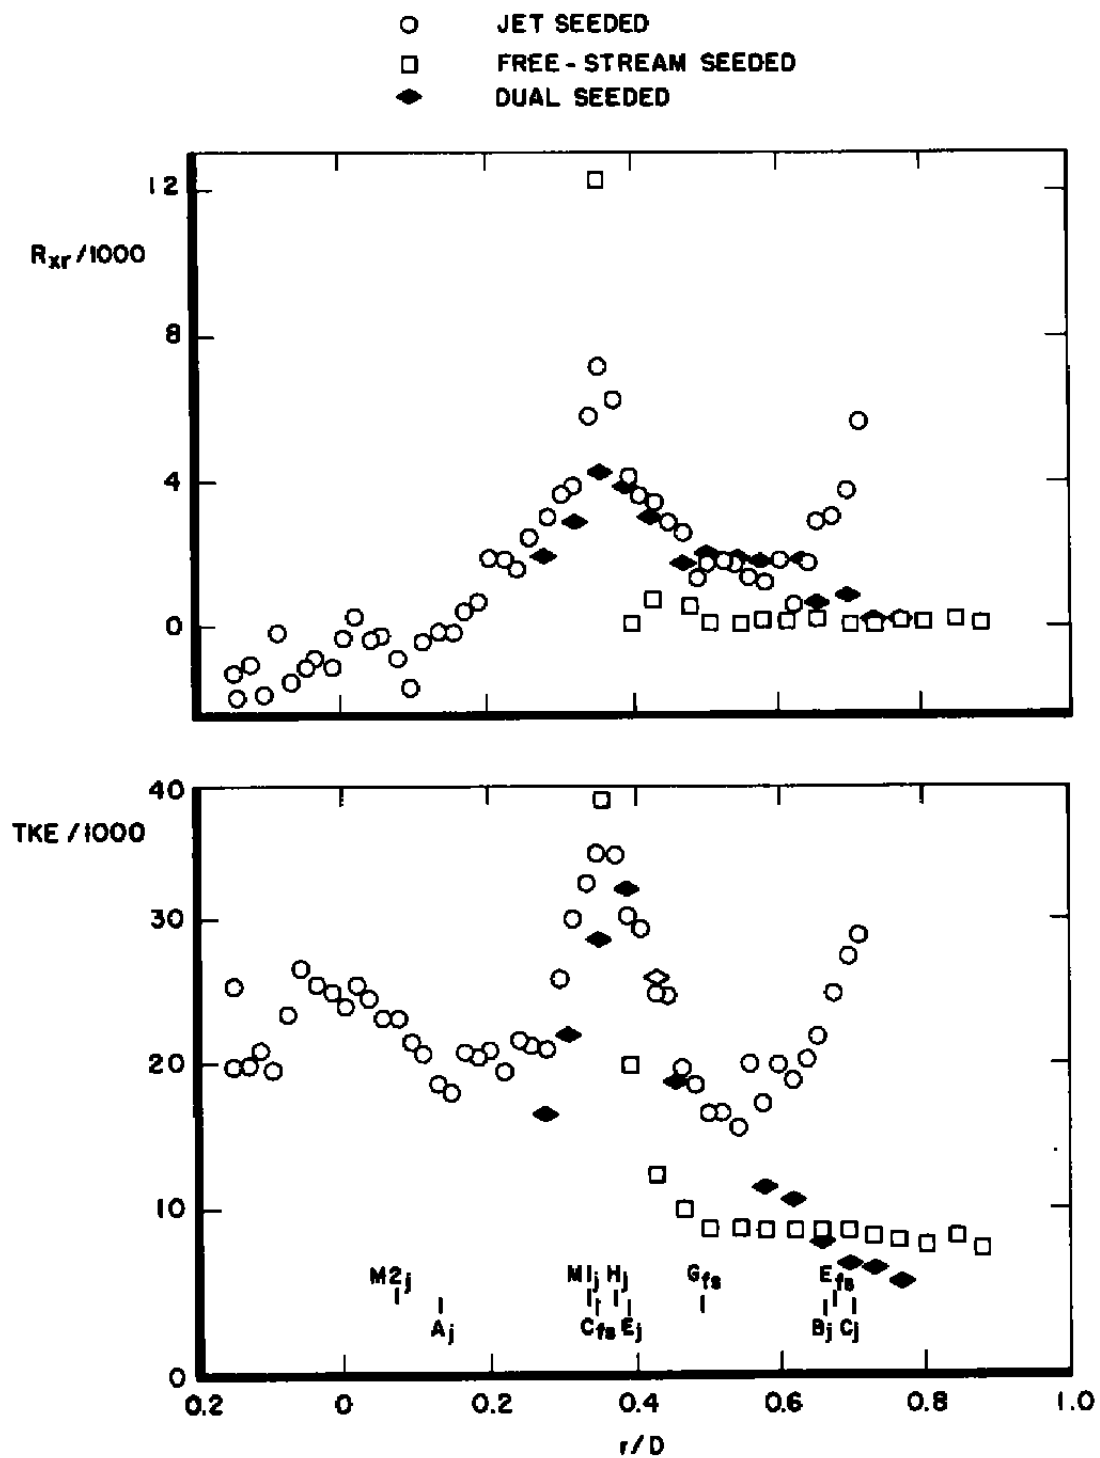 JET SEEDED
FREE-STREAM SEEDED
DUAL SEEDED
12
Rxr/1000
8
4
0
40
TKE/1000
30
20
10
M2j M1j Hj Gfs Efs
Aj Cfs Ej Bj Cj
0
0.2 0 0.2 0.4 0.6 0.8 1.0
r/D